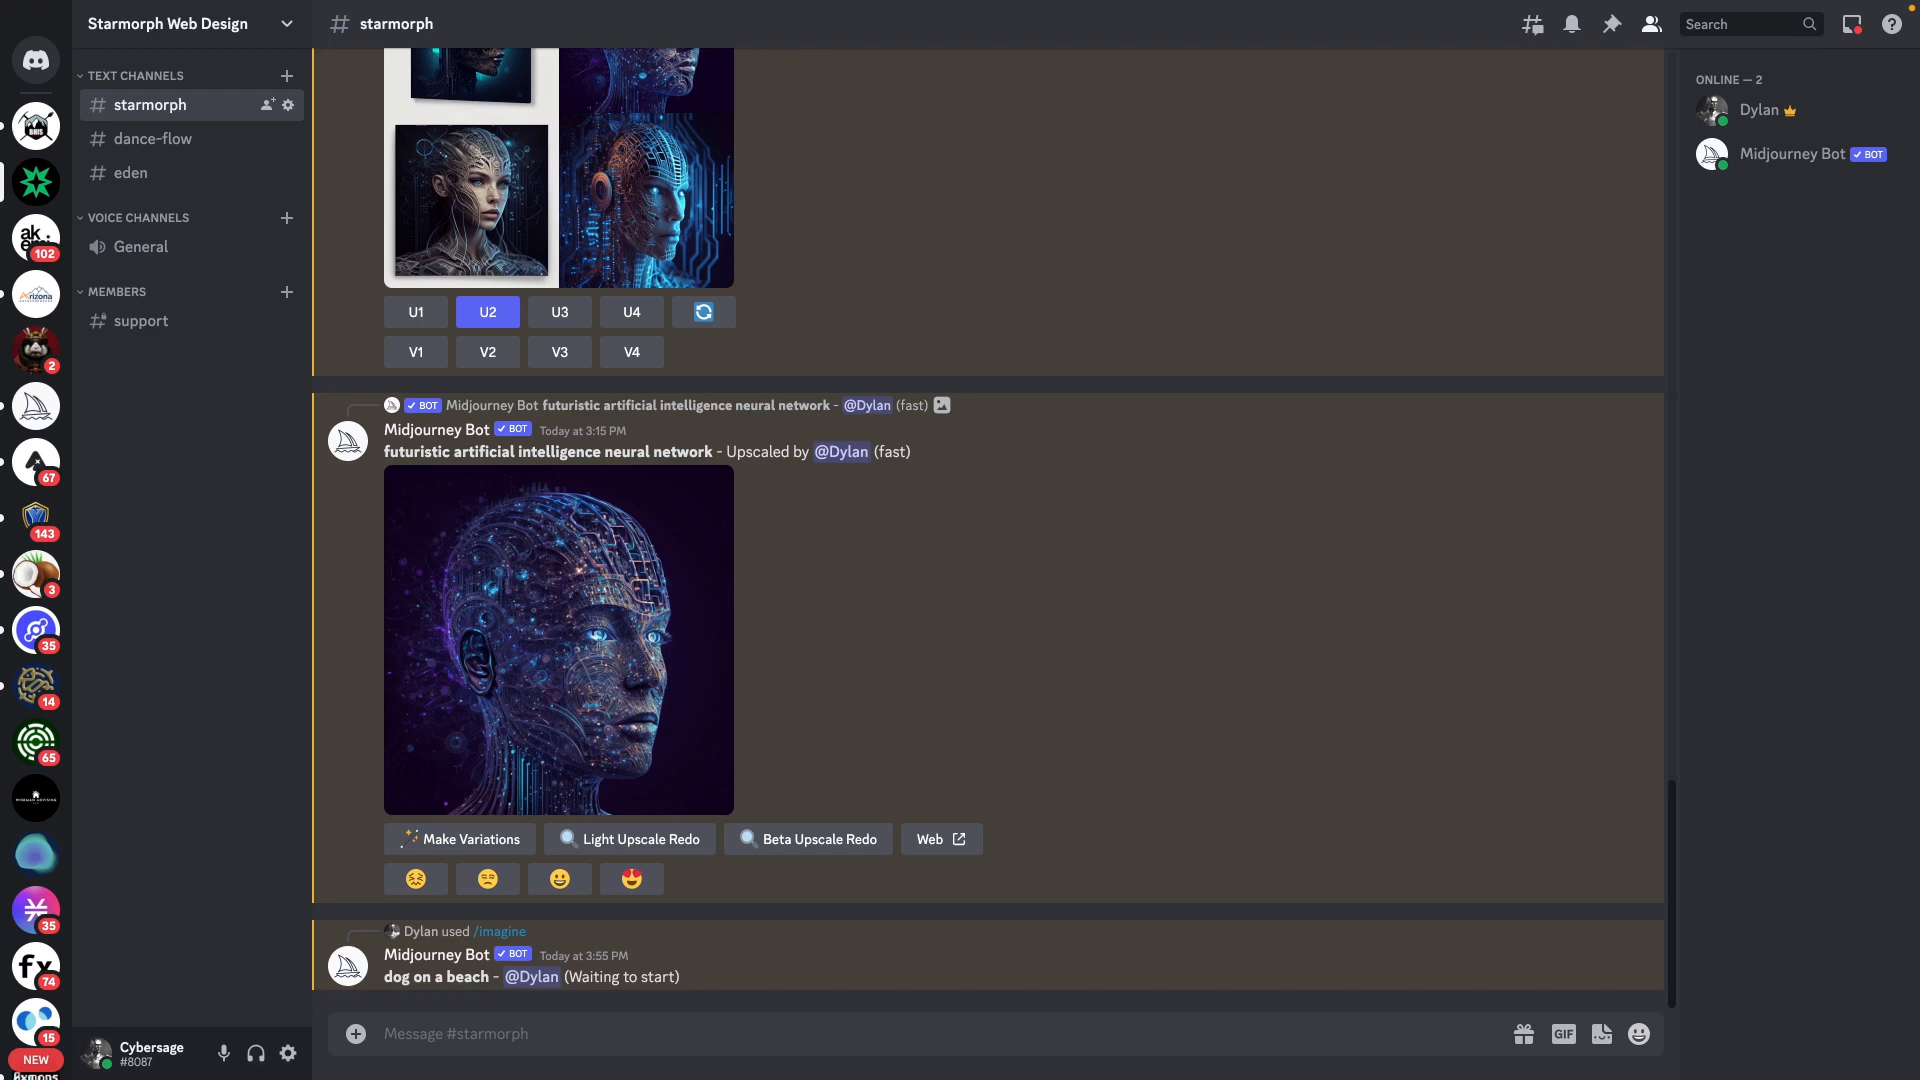 Starmorph Web Design
TEXT CHANNELS
starmorph
dance-flow
eden
VOICE CHANNELS
General
MEMBERS
support
BHIS
102
2
67
143
3
35
14
65
35
fx
74
15
NEW
Cybersage
#8087
starmorph
Search
U1
U2
U3
U4
V1
V2
V3
V4
BOT Midjourney Bot futuristic artificial intelligence neural network - @Dylan (fast)
Midjourney Bot BOT Today at 3:15 PM
futuristic artificial intelligence neural network - Upscaled by @Dylan (fast)
Make Variations
Light Upscale Redo
Beta Upscale Redo
Web
Dylan used /imagine
Midjourney Bot BOT Today at 3:55 PM
dog on a beach - @Dylan (Waiting to start)
Message #starmorph
GIF
ONLINE — 2
Dylan
Midjourney Bot BOT